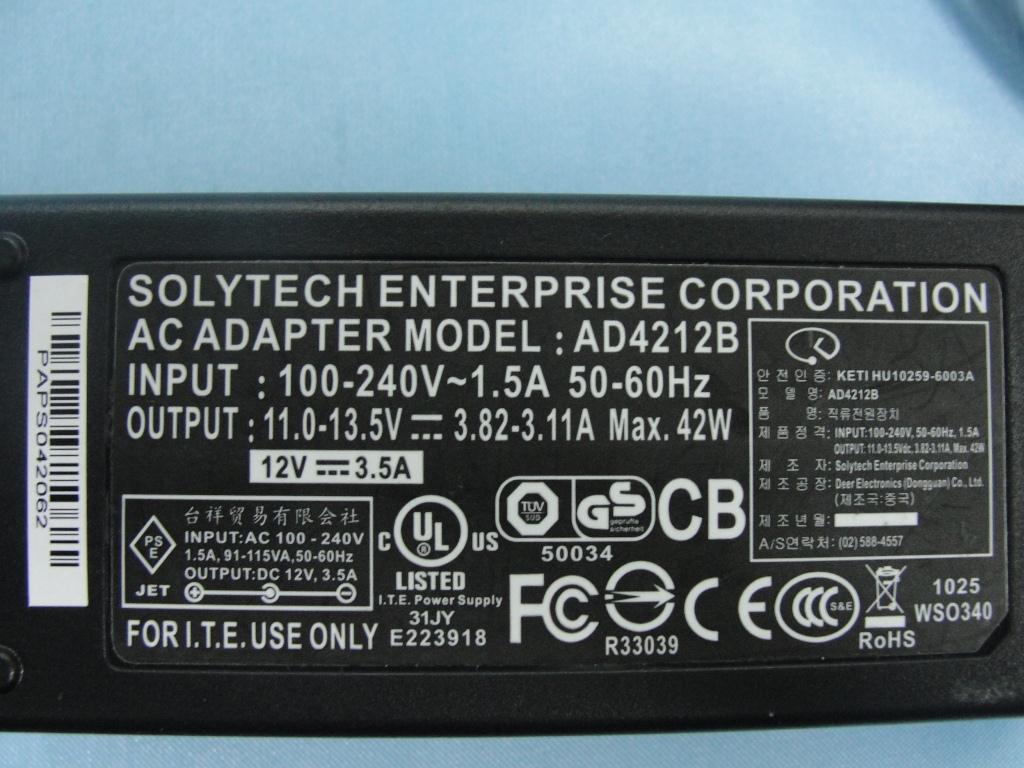 SOLYTECH ENTERPRISE CORPORATION
AC ADAPTER MODEL : AD4212B
INPUT : 100-240V~1.5A 50-60Hz
OUTPUT : 11.0-13.5V ⎓ 3.82-3.11A Max. 42W
12V ⎓ 3.5A
PAPS042062
안 전 인 증: KETI HU10259-6003A
모 델 명: AD4212B
품 명: 직류전원장치
제 품 정 격: INPUT:100-240V, 50-60Hz, 1.5A
OUTPUT: 11.0-13.5Vdc, 3.82-3.11A, Max. 42W
제 조 자: Solytech Enterprise Corporation
제 조 공 장: Deer Electronics (Dongguan) Co., Ltd.
(제조국:중국)
제 조 년 월:
A/S연락처: (02) 588-4557
PS
E
JET
台祥贸易有限会社
INPUT:AC 100 - 240V
1.5A, 91-115VA,50-60Hz
OUTPUT:DC 12V, 3.5A
FOR I.T.E. USE ONLY
C UL ® US
LISTED
I.T.E. Power Supply
31JY
E223918
TÜV
SÜD
GS
geprüfte
Sicherheit
50034
CB
FC
R33039
CE
CCC S&E
RoHS
1025
WSO340